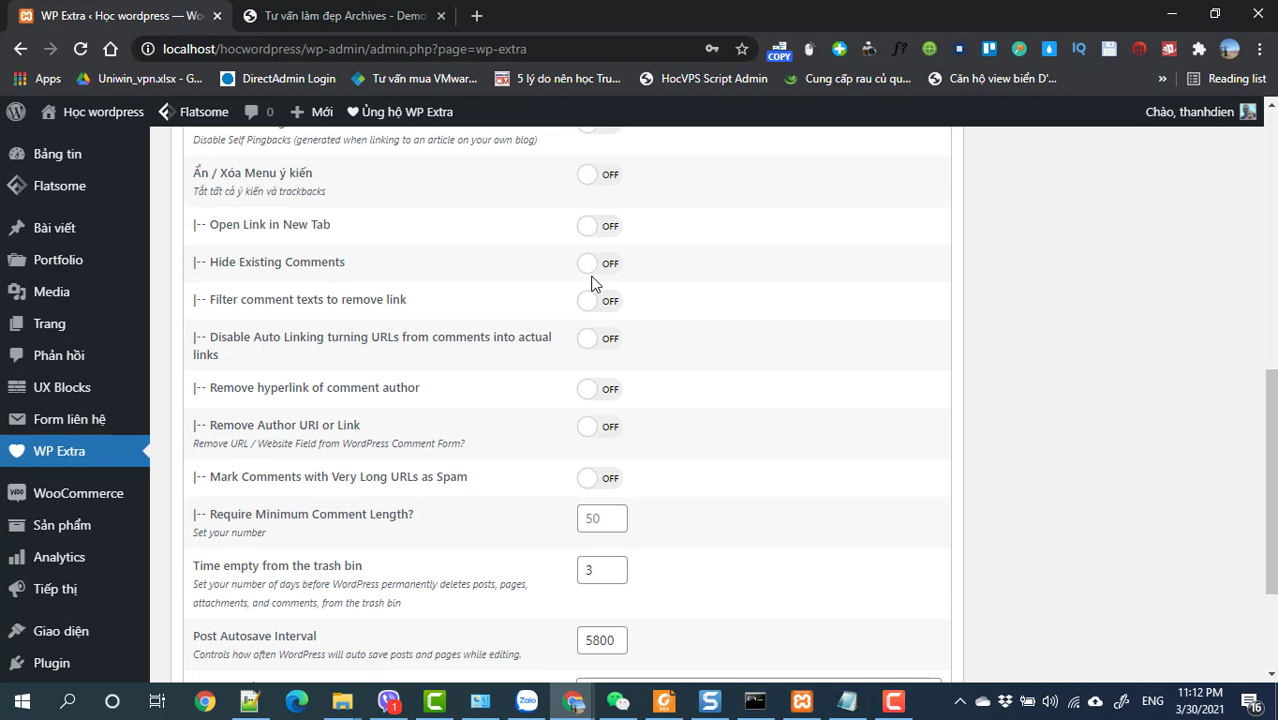 WP Extra ‹ Học wordpress — Wo
Tư vấn làm đẹp Archives - Demo
localhost/hocwordpress/wp-admin/admin.php?page=wp-extra
COPY
f?
IQ
Apps
Uniwin_vpn.xlsx - G...
DirectAdmin Login
Tư vấn mua VMwar...
5 lý do nên học Tru...
HocVPS Script Admin
Cung cấp rau củ qu...
Căn hộ view biển D'...
»
Reading list
Học wordpress
Flatsome
0
Mới
Ủng hộ WP Extra
Chào, thanhdien
Bảng tin
Flatsome
Bài viết
Portfolio
Media
Trang
Phản hồi
UX Blocks
Form liên hệ
WP Extra
WooCommerce
Sản phẩm
Analytics
Tiếp thị
Giao diện
Plugin
Disable Self Pingbacks (generated when linking to an article on your own blog)
Ẩn / Xóa Menu ý kiến
OFF
Tắt tất cả ý kiến và trackbacks
|-- Open Link in New Tab
OFF
|-- Hide Existing Comments
OFF
|-- Filter comment texts to remove link
OFF
|-- Disable Auto Linking turning URLs from comments into actual
links
OFF
|-- Remove hyperlink of comment author
OFF
|-- Remove Author URI or Link
OFF
Remove URL / Website Field from WordPress Comment Form?
|-- Mark Comments with Very Long URLs as Spam
OFF
|-- Require Minimum Comment Length?
50
Set your number
Time empty from the trash bin
3
Set your number of days before WordPress permanently deletes posts, pages,
attachments, and comments, from the trash bin
Post Autosave Interval
5800
Controls how often WordPress will auto save posts and pages while editing.
1
ENG
11:12 PM
3/30/2021
16